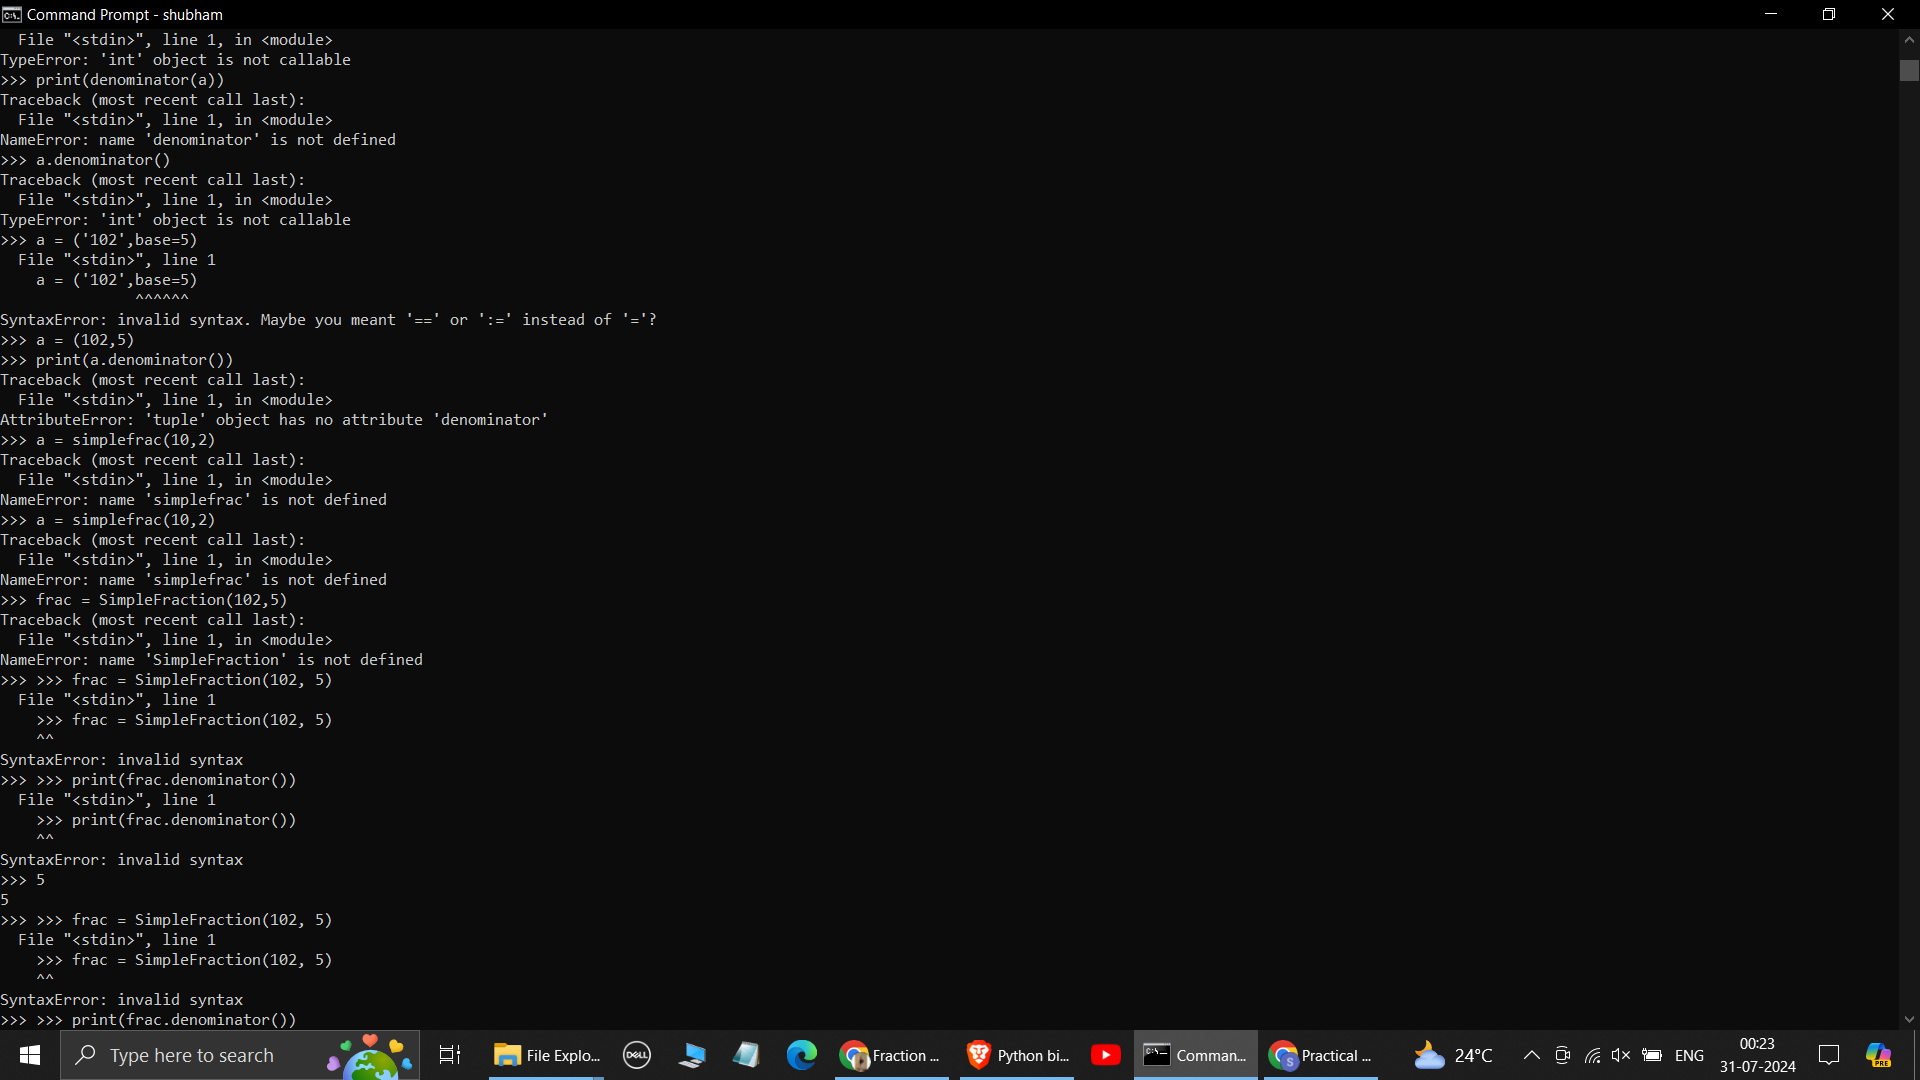 Command Prompt - shubham
  File "<stdin>", line 1, in <module>
TypeError: 'int' object is not callable
>>> print(denominator(a))
Traceback (most recent call last):
  File "<stdin>", line 1, in <module>
NameError: name 'denominator' is not defined
>>> a.denominator()
Traceback (most recent call last):
  File "<stdin>", line 1, in <module>
TypeError: 'int' object is not callable
>>> a = ('102',base=5)
  File "<stdin>", line 1
    a = ('102',base=5)
               ^^^^^^
SyntaxError: invalid syntax. Maybe you meant '==' or ':=' instead of '='?
>>> a = (102,5)
>>> print(a.denominator())
Traceback (most recent call last):
  File "<stdin>", line 1, in <module>
AttributeError: 'tuple' object has no attribute 'denominator'
>>> a = simplefrac(10,2)
Traceback (most recent call last):
  File "<stdin>", line 1, in <module>
NameError: name 'simplefrac' is not defined
>>> a = simplefrac(10,2)
Traceback (most recent call last):
  File "<stdin>", line 1, in <module>
NameError: name 'simplefrac' is not defined
>>> frac = SimpleFraction(102,5)
Traceback (most recent call last):
  File "<stdin>", line 1, in <module>
NameError: name 'SimpleFraction' is not defined
>>> >>> frac = SimpleFraction(102, 5)
  File "<stdin>", line 1
    >>> frac = SimpleFraction(102, 5)
    ^^
SyntaxError: invalid syntax
>>> >>> print(frac.denominator())
  File "<stdin>", line 1
    >>> print(frac.denominator())
    ^^
SyntaxError: invalid syntax
>>> 5
5
>>> >>> frac = SimpleFraction(102, 5)
  File "<stdin>", line 1
    >>> frac = SimpleFraction(102, 5)
    ^^
SyntaxError: invalid syntax
>>> >>> print(frac.denominator())
Type here to search
File Explo...
DELL
Fraction ...
Python bi...
Comman...
S
Practical ...
24°C
ENG
00:23
31-07-2024
PRE